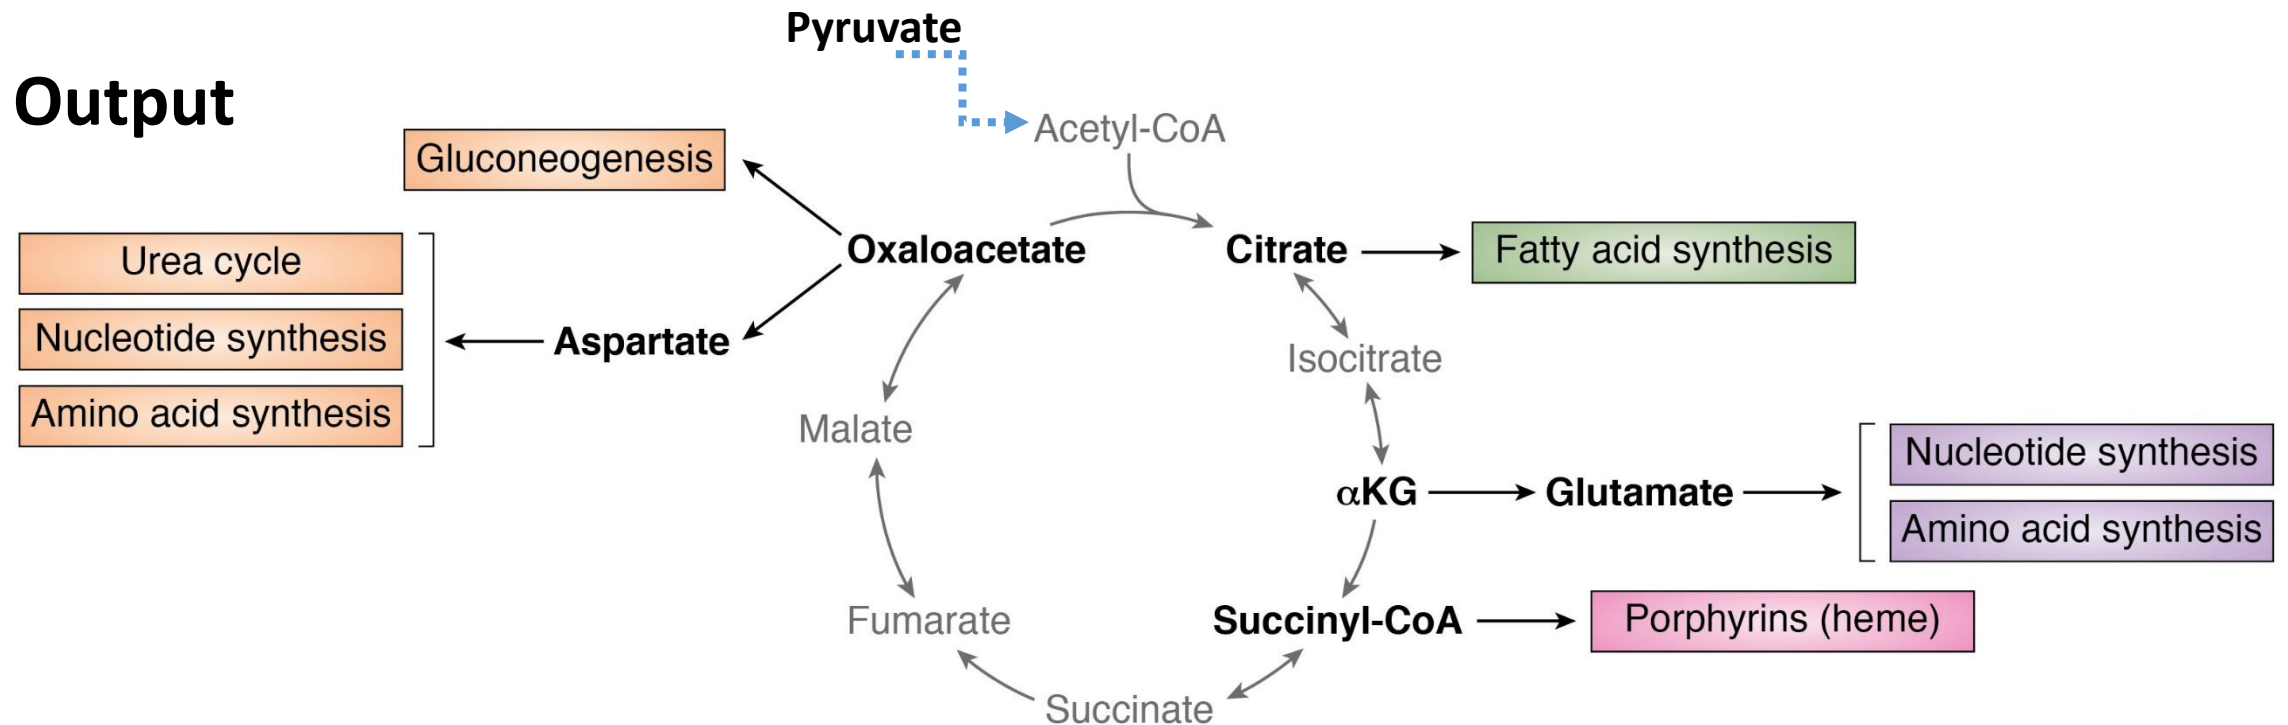 Pyruvate
Output
Acetyl-CoA
Gluconeogenesis
Oxaloacetate
Citrate
Fatty acid synthesis
Urea cycle
Nucleotide synthesis
Amino acid synthesis
Aspartate
Isocitrate
Malate
αKG
Glutamate
Nucleotide synthesis
Amino acid synthesis
Fumarate
Succinyl-CoA
Porphyrins (heme)
Succinate